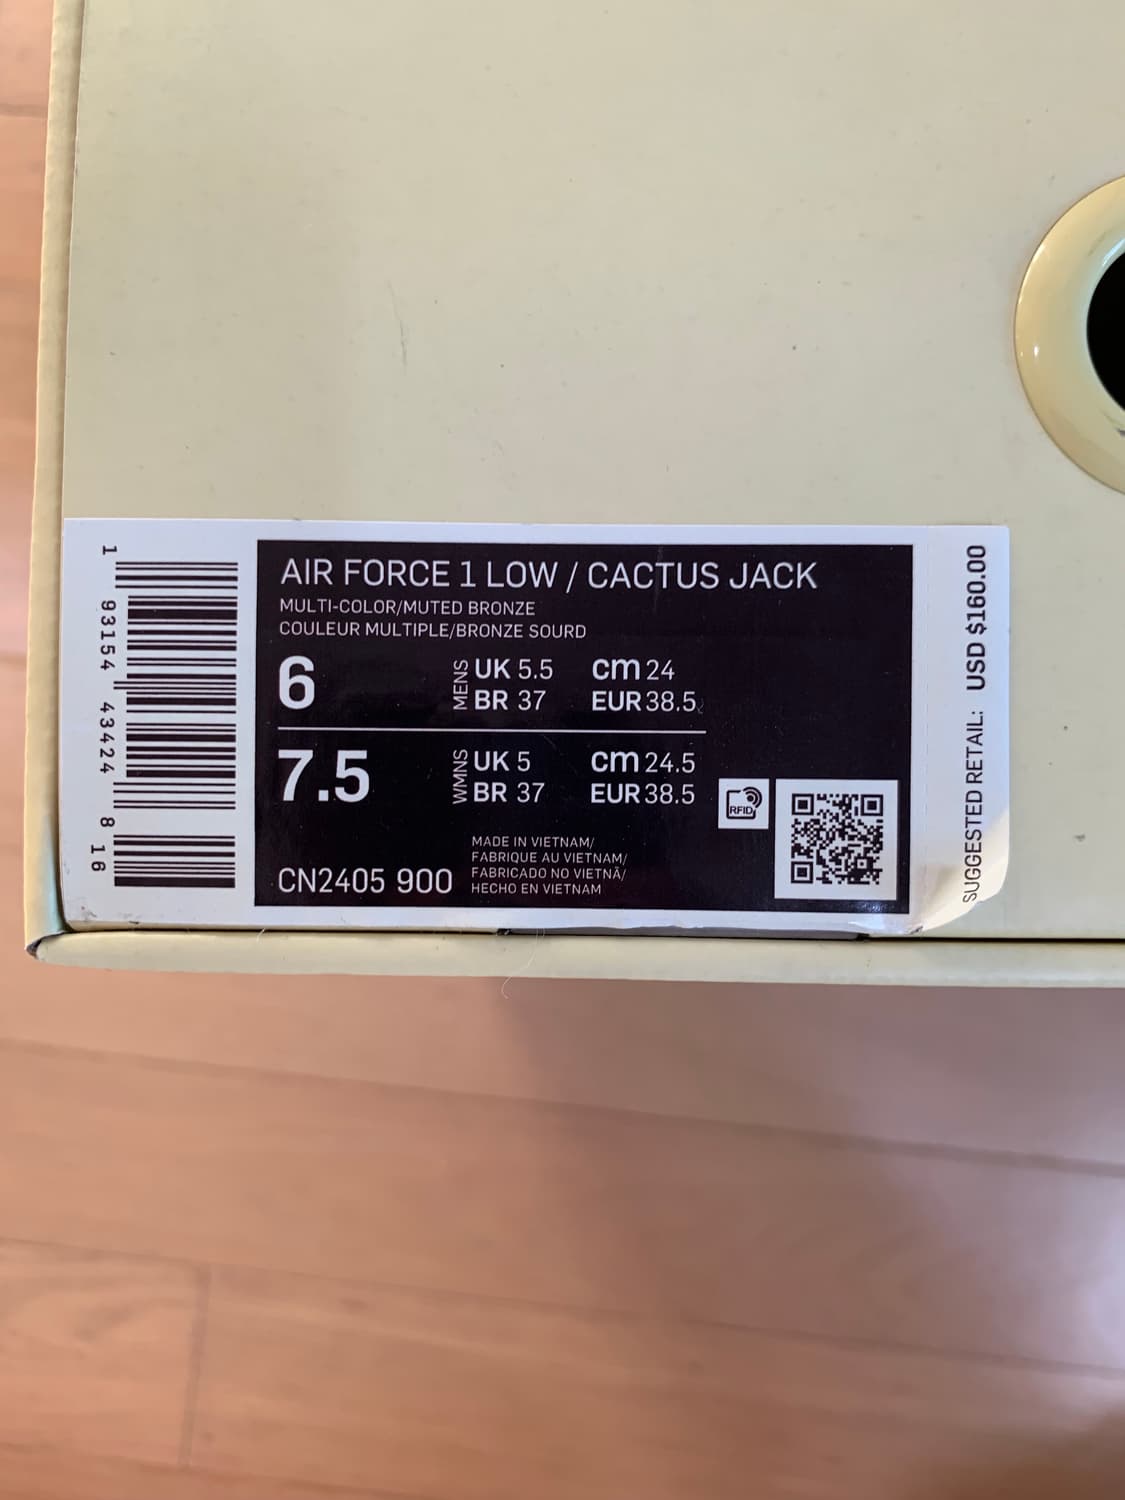 AIR FORCE 1 LOW / CACTUS JACK
MULTI-COLOR/MUTED BRONZE
COULEUR MULTIPLE/BRONZE SOURD
6 MENS UK 5.5 cm 24
BR 37 EUR 38.5
7.5 WMNS UK 5 cm 24.5
BR 37 EUR 38.5
RFID
MADE IN VIETNAM/
FABRIQUE AU VIETNAM/
FABRICADO NO VIETNÃ/
HECHO EN VIETNAM
CN2405 900
1 93154 43424 8 16
SUGGESTED RETAIL: USD $160.00